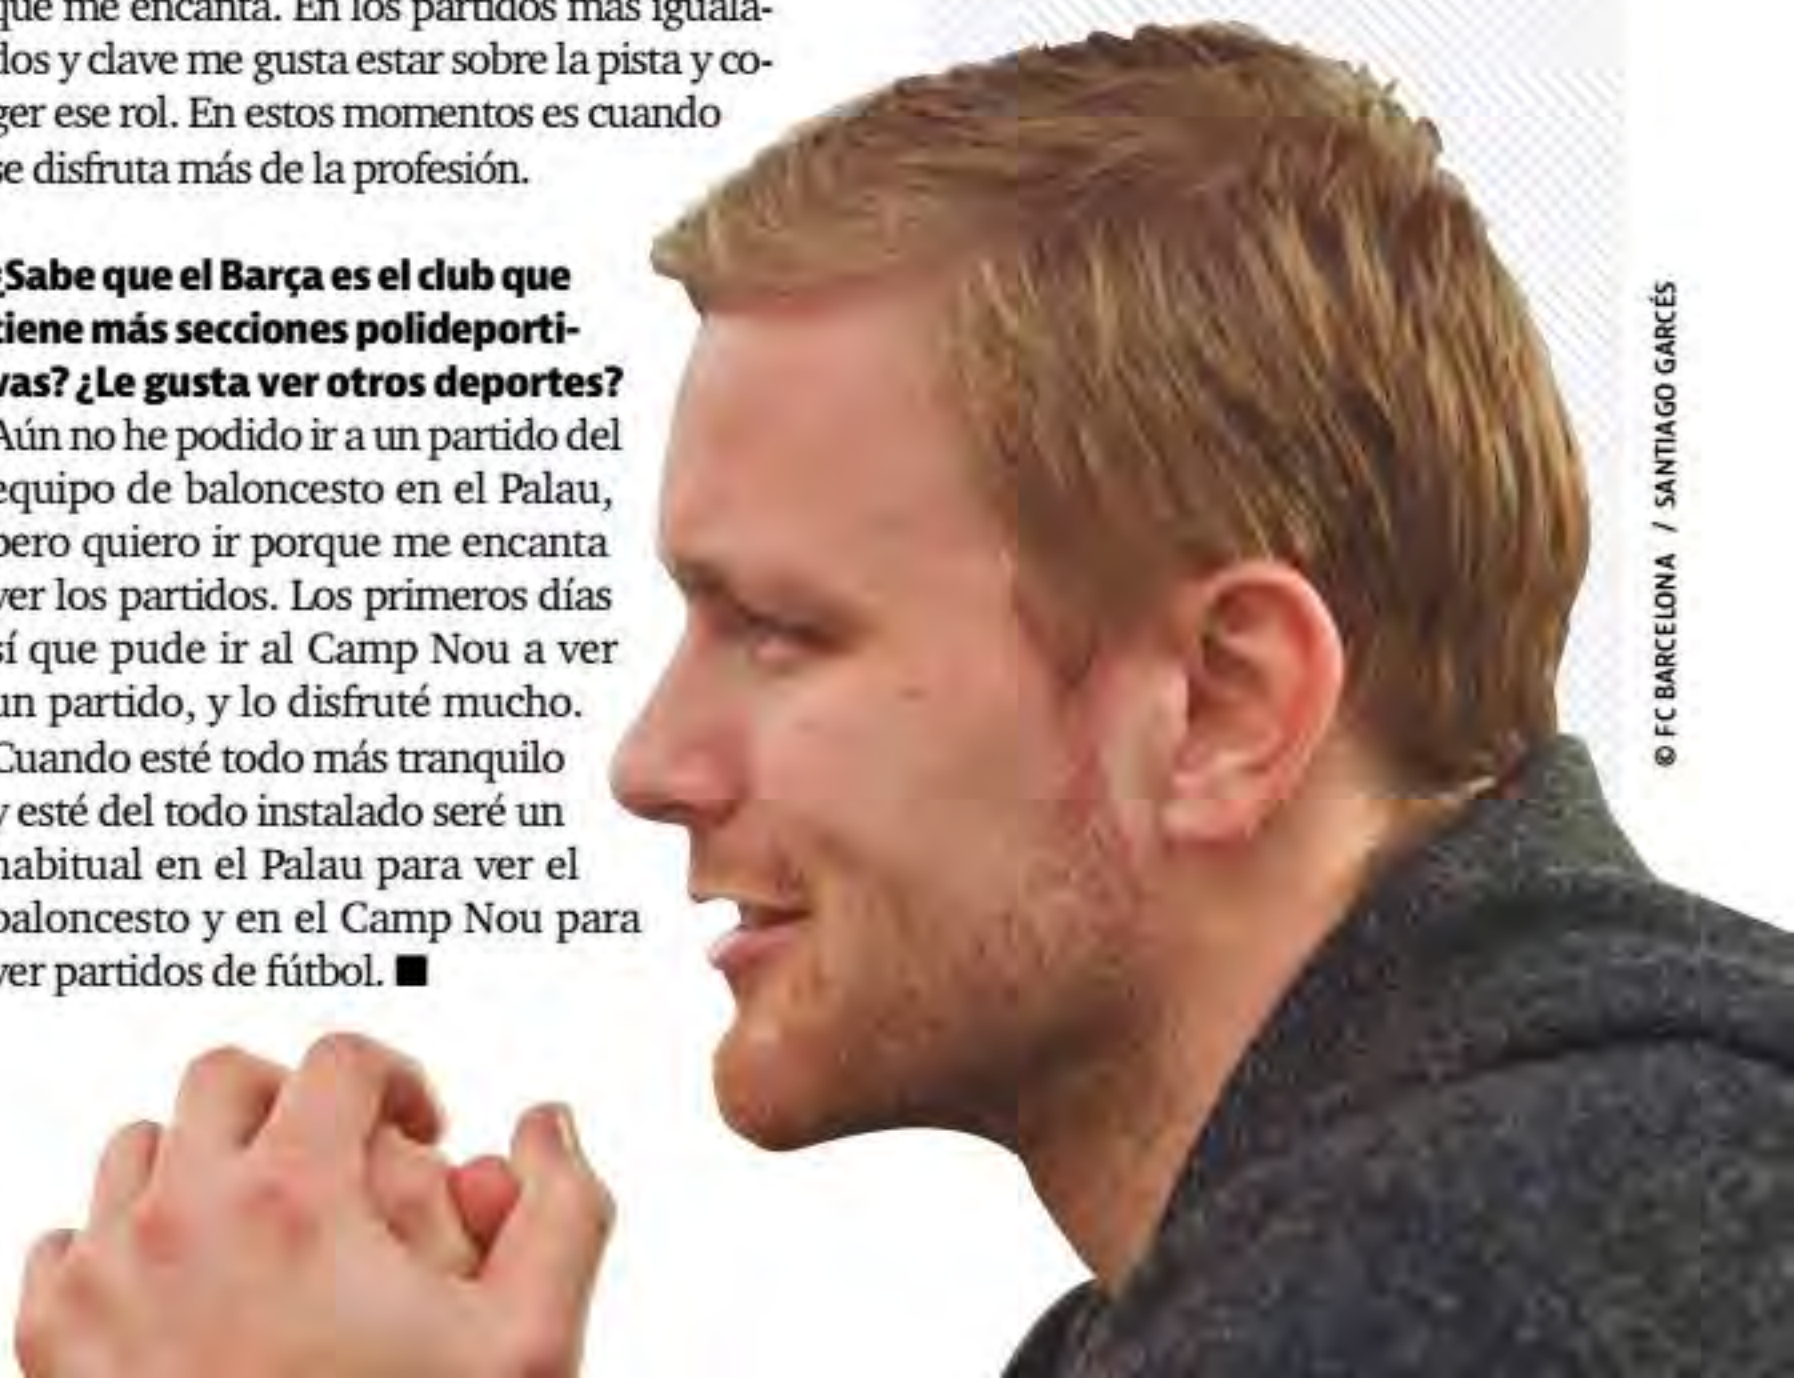 que me encanta. En los partidos más iguala-
dos y clave me gusta estar sobre la pista y co-
ger ese rol. En estos momentos es cuando
se disfruta más de la profesión.
¿Sabe que el Barça es el club que
tiene más secciones polideporti-
vas? ¿Le gusta ver otros deportes?
Aún no he podido ir a un partido del
equipo de baloncesto en el Palau,
pero quiero ir porque me encanta
ver los partidos. Los primeros días
sí que pude ir al Camp Nou a ver
un partido, y lo disfruté mucho.
Cuando esté todo más tranquilo
y esté del todo instalado seré un
habitual en el Palau para ver el
baloncesto y en el Camp Nou para
ver partidos de fútbol. ■
© FC BARCELONA / SANTIAGO GARCÉS